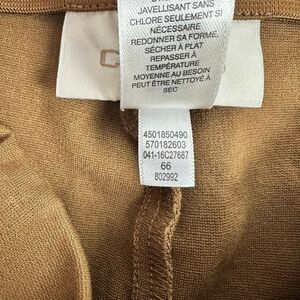 JAVELLISANT SANS
CHLORE SEULEMENT SI
NÉCESSAIRE
REDONNER SA FORME,
SÉCHER À PLAT
REPASSER À
TEMPÉRATURE
MOYENNE AU BESOIN
PEUT ÊTRE NETTOYÉ À
SEC
4501850490
570182603
041-16C27687
66
802992